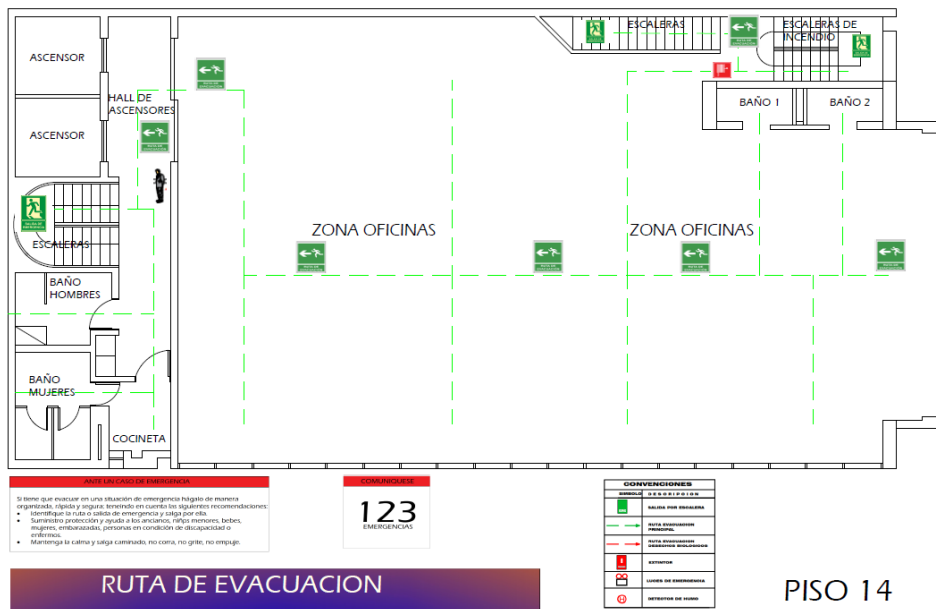 ESCALERAS
ESCALERAS DE
INCENDIO
ASCENSOR
HALL DE
ASCENSORES
BAÑO 1
BAÑO 2
ASCENSOR
ZONA OFICINAS
ZONA OFICINAS
ESCALERAS
BAÑO
HOMBRES
BAÑO
MUJERES
COCINETA
ANTE UN CASO DE EMERGENCIA
Si tiene que evacuar en una situación de emergencia hágalo de manera
organizada, rápida y segura; teneindo en cuenta las siguientes recomendaciones:
• Identifique la ruta o salida de emergencia y salga por ella.
• Suministro protección y ayuda a los ancianos, niños menores, bebes,
mujeres, embarazadas, personas en condición de discapacidad o
enfermos.
• Mantenga la calma y salga caminado, no corra, no grite, no empuje.
COMUNIQUESE
123
EMERGENCIAS
CONVENCIONES
SIMBOLO DESCRIPCION
SALIDA POR ESCALERA
RUTA EVACUACION
PRINCIPAL
RUTA EVACUACION
DESECHOS BIOLOGICOS
EXTINTOR
LUCES DE EMERGENCIA
DETECTOR DE HUMO
RUTA DE EVACUACION
PISO 14